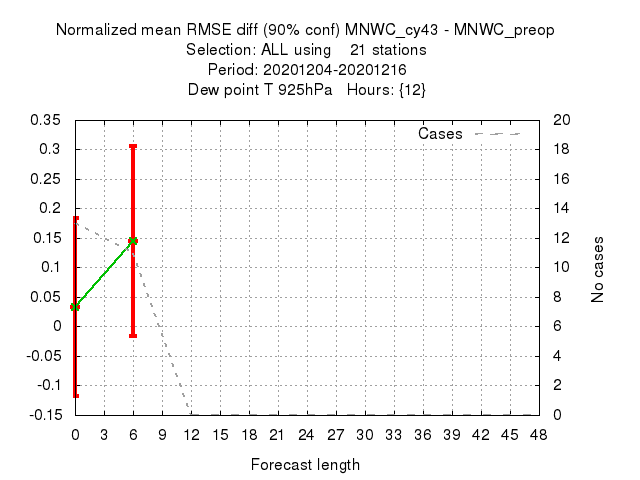 Normalized mean RMSE diff (90% conf) MNWC_cy43 - MNWC_preop
Selection: ALL using 21 stations
Period: 20201204-20201216
Dew point T 925hPa Hours: {12}
Cases
0.35
0.3
0.25
0.2
0.15
0.1
0.05
0
-0.05
-0.1
-0.15
20
18
16
14
12
10
8
6
4
2
0
No cases
0 3 6 9 12 15 18 21 24 27 30 33 36 39 42 45 48
Forecast length